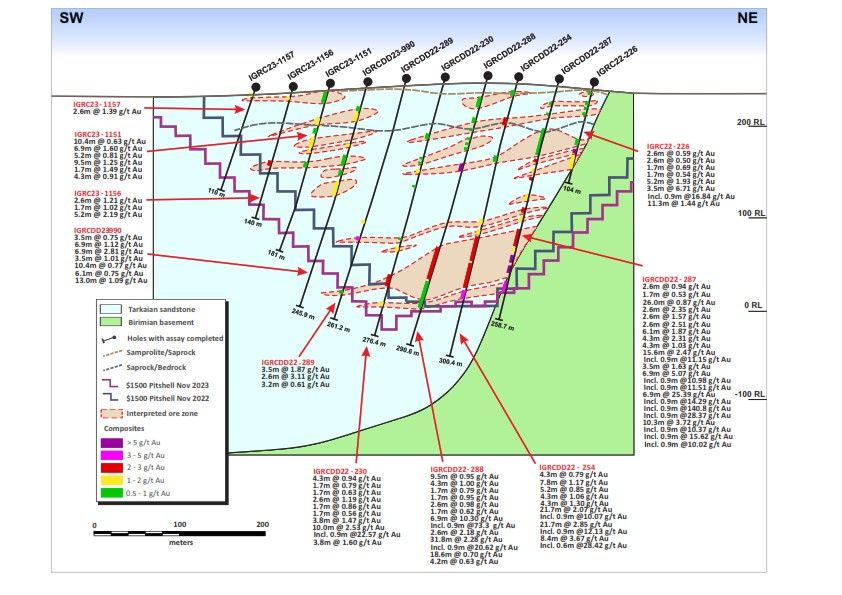 SW
NE
IGRC23-1157
IGRC23-1156
IGRC23-1151
IGRCDD23-990
IGRCDD22-289
IGRCDD22-230
IGRCDD22-288
IGRCDD22-254
IGRCDD22-287
IGRC22-226
200 RL
100 RL
0 RL
-100 RL
IGRC23 - 1157
2.6m @ 1.39 g/t Au
IGRC23 - 1151
10.4m @ 0.63 g/t Au
6.9m @ 1.60 g/t Au
5.2m @ 0.81 g/t Au
9.5m @ 1.25 g/t Au
1.7m @ 1.49 g/t Au
4.3m @ 0.91 g/t Au
IGRC23 - 1156
2.6m @ 1.21 g/t Au
1.7m @ 1.02 g/t Au
5.2m @ 2.19 g/t Au
IGRCDD23990
3.5m @ 0.75 g/t Au
6.9m @ 1.12 g/t Au
6.9m @ 2.81 g/t Au
3.5m @ 1.01 g/t Au
10.4m @ 0.77 g/t Au
6.1m @ 0.75 g/t Au
13.0m @ 1.09 g/t Au
116 m
140 m
181 m
245.9 m
261.2 m
276.4 m
298.6 m
300.4 m
258.7 m
104 m
IGRC22 - 226
2.6m @ 0.59 g/t Au
2.6m @ 0.50 g/t Au
1.7m @ 0.69 g/t Au
1.7m @ 0.54 g/t Au
5.2m @ 1.93 g/t Au
3.5m @ 6.71 g/t Au
Incl. 0.9m @16.84 g/t Au
11.3m @ 1.44 g/t Au
IGRCDD22 - 287
2.6m @ 0.94 g/t Au
1.7m @ 0.53 g/t Au
26.0m @ 0.87 g/t Au
2.6m @ 2.35 g/t Au
2.6m @ 1.57 g/t Au
2.6m @ 2.51 g/t Au
6.1m @ 1.87 g/t Au
4.3m @ 2.31 g/t Au
4.3m @ 1.03 g/t Au
15.6m @ 2.47 g/t Au
Incl. 0.9m @11.15 g/t Au
3.5m @ 1.63 g/t Au
6.9m @ 5.07 g/t Au
Incl. 0.9m @10.98 g/t Au
Incl. 0.9m @11.51 g/t Au
6.9m @ 25.39 g/t Au
Incl. 0.9m @14.29 g/t Au
Incl. 0.9m @140.8 g/t Au
Incl. 0.9m @28.37 g/t Au
10.3m @ 3.72 g/t Au
Incl. 0.9m @10.37 g/t Au
Incl. 0.9m @ 15.62 g/t Au
Incl. 0.9m @10.02 g/t Au
Tarkaian sandstone
Birimian basement
Holes with assay completed
Samprolite/Saprock
Saprock/Bedrock
$1500 Pitshell Nov 2023
$1500 Pitshell Nov 2022
Interpreted ore zone
Composites
> 5 g/t Au
3 - 5 g/t Au
2 - 3 g/t Au
1 - 2 g/t Au
0.5 - 1 g/t Au
0 100 200
meters
IGRCDD22 - 289
3.5m @ 1.87 g/t Au
2.6m @ 3.11 g/t Au
3.2m @ 0.61 g/t Au
IGRCDD22 - 230
4.3m @ 0.94 g/t Au
1.7m @ 0.79 g/t Au
1.7m @ 0.63 g/t Au
2.6m @ 1.19 g/t Au
1.7m @ 0.86 g/t Au
1.7m @ 0.56 g/t Au
3.8m @ 1.47 g/t Au
10.0m @ 2.53 g/t Au
Incl. 0.9m @22.57 g/t Au
3.8m @ 1.60 g/t Au
IGRCDD22 - 288
9.5m @ 0.95 g/t Au
4.3m @ 1.00 g/t Au
1.7m @ 0.79 g/t Au
1.7m @ 0.95 g/t Au
2.6m @ 0.98 g/t Au
1.7m @ 0.62 g/t Au
6.9m @ 10.30 g/t Au
Incl. 0.9m @73.3 g/t Au
2.6m @ 2.18 g/t Au
31.8m @ 2.28 g/t Au
Incl. 0.9m @20.62 g/t Au
18.6m @ 0.70 g/t Au
4.2m @ 0.63 g/t Au
IGRCDD22 - 254
4.3m @ 0.79 g/t Au
7.8m @ 1.17 g/t Au
5.2m @ 0.85 g/t Au
4.3m @ 1.06 g/t Au
4.3m @ 1.30 g/t Au
21.7m @ 2.07 g/t Au
Incl. 0.9m @10.07 g/t Au
21.7m @ 2.85 g/t Au
Incl. 0.9m @12.13 g/t Au
8.4m @ 3.67 g/t Au
Incl. 0.6m @28.42 g/t Au